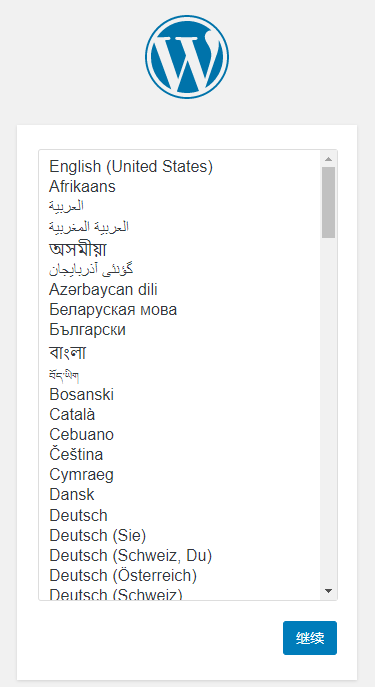 English (United States)
Afrikaans
العربية
العربية المغربية
অসমীয়া
گؤنئی آذربایجان
Azərbaycan dili
Беларуская мова
Български
বাংলা
བོད་ཡིག
Bosanski
Català
Cebuano
Čeština
Cymraeg
Dansk
Deutsch
Deutsch (Sie)
Deutsch (Schweiz, Du)
Deutsch (Österreich)
Deutsch (Schweiz)
继续